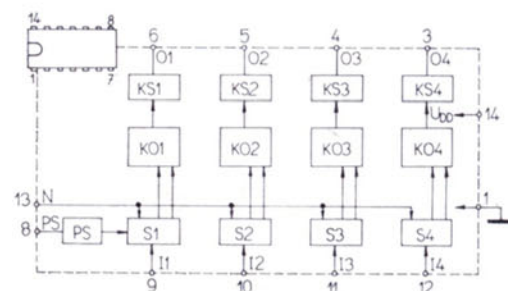 14 8
6 5 4 3
O1 O2 O3 O4
1 7
KS1 KS2 KS3 KS4
UDD 14
KO1 KO2 KO3 KO4
13 N 1
8 PS PS S1 S2 S3 S4
I1 I2 I3 I4
9 10 11 12